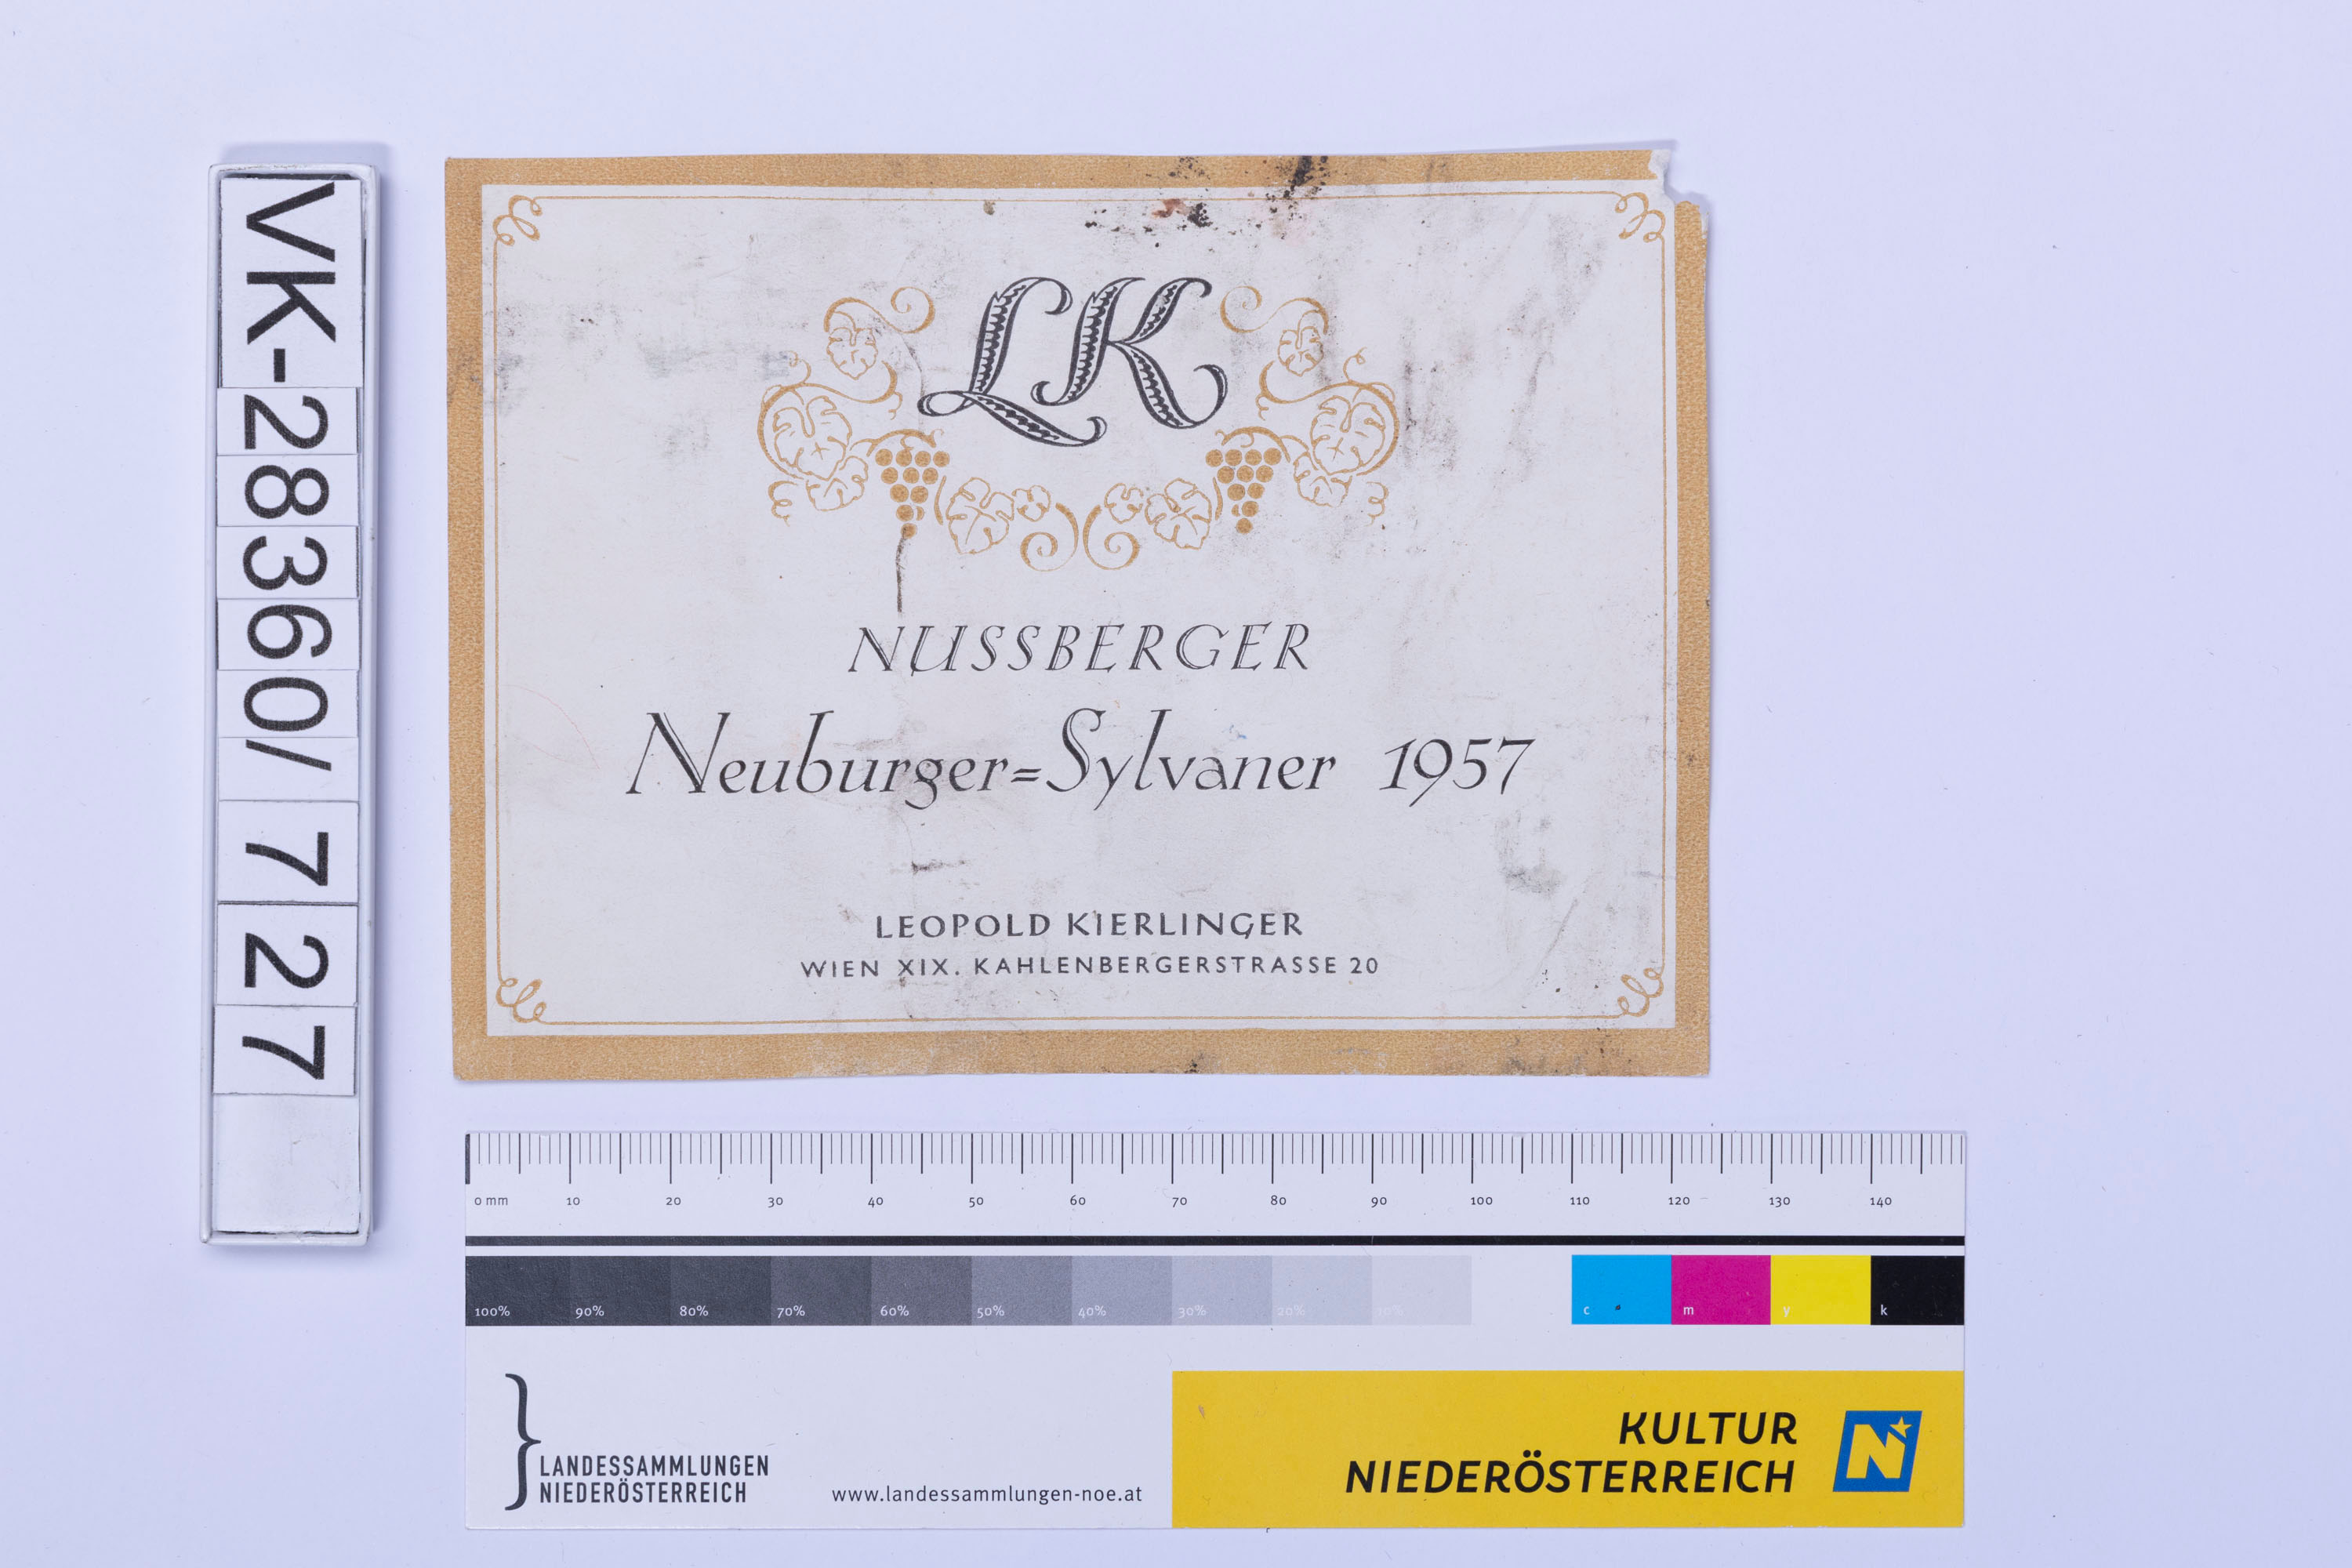 VK-28360/727
LK
NUSSBERGER
Neuburger=Sylvaner 1957
LEOPOLD KIERLINGER
WIEN XIX. KAHLENBERGERSTRASSE 20
0 mm 10 20 30 40 50 60 70 80 90 100 110 120 130 140
100% 90% 80% 70% 60% 50% 40% 30% 20% 10% c m y k
LANDESSAMMLUNGEN
NIEDERÖSTERREICH
www.landessammlungen-noe.at
KULTUR
NIEDERÖSTERREICH
N